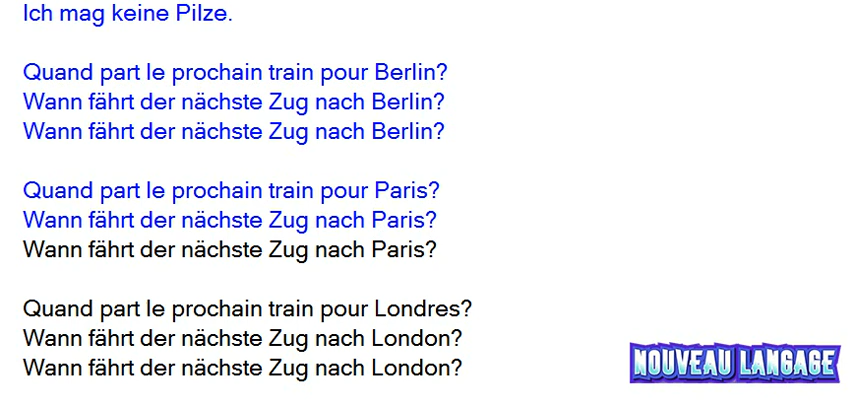 Ich mag keine Pilze.
Quand part le prochain train pour Berlin?
Wann fährt der nächste Zug nach Berlin?
Wann fährt der nächste Zug nach Berlin?
Quand part le prochain train pour Paris?
Wann fährt der nächste Zug nach Paris?
Wann fährt der nächste Zug nach Paris?
Quand part le prochain train pour Londres?
Wann fährt der nächste Zug nach London?
Wann fährt der nächste Zug nach London?
NOUVEAU LANGAGE